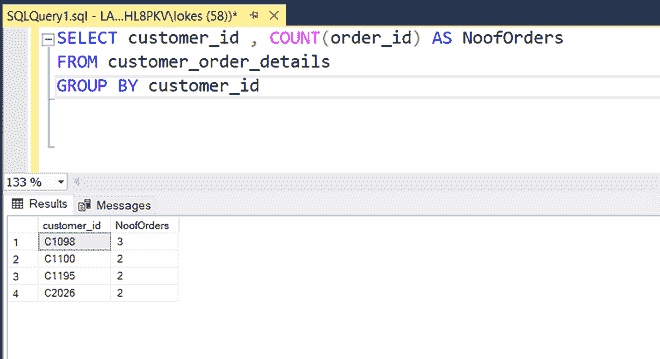 SQLQuery1.sql - LA...HL8PKV\lokes (58))*
SELECT customer_id , COUNT(order_id) AS NoofOrders
FROM customer_order_details
GROUP BY customer_id
133 %
Results Messages
customer_id NoofOrders
1 C1098 3
2 C1100 2
3 C1195 2
4 C2026 2